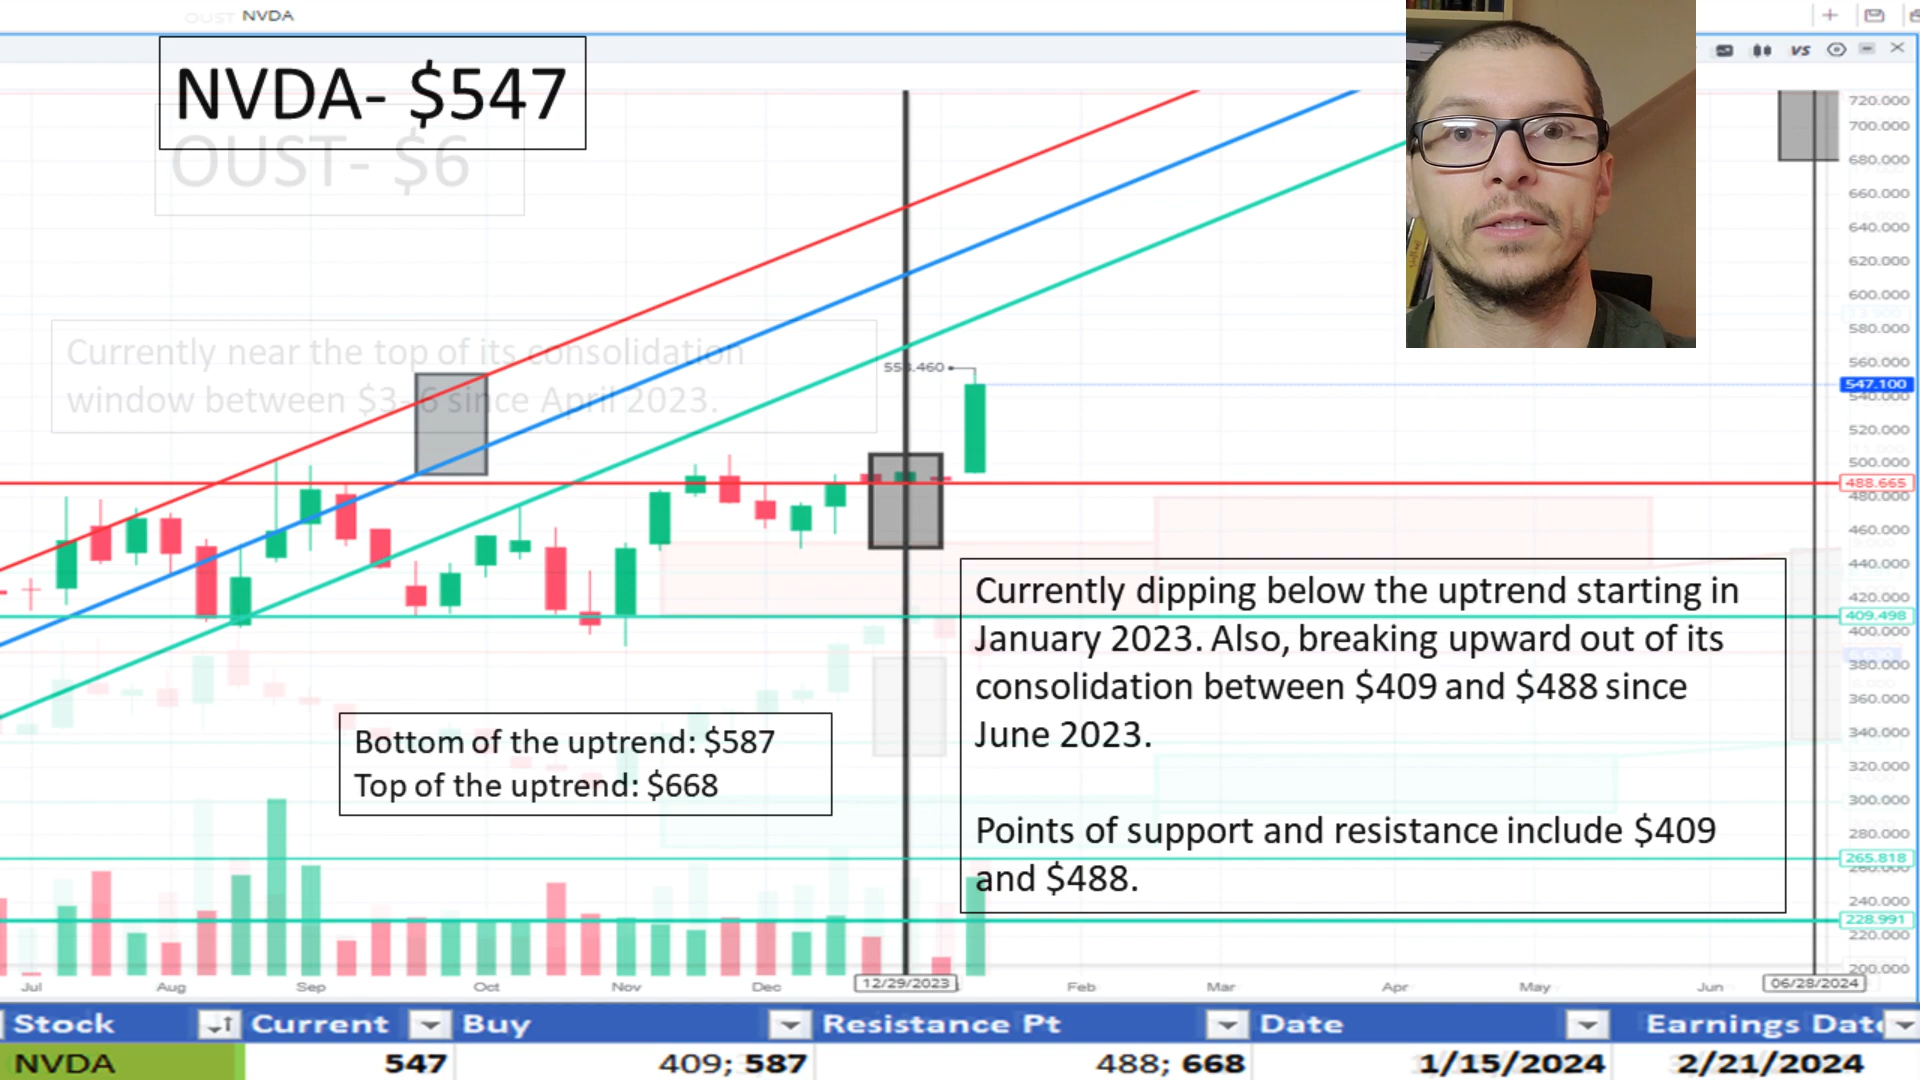 OUST NVDA
NVDA- $547
OUST- $6
Currently near the top of its consolidation
window between $3-6 since April 2023.
VS
720.000
700.000
680.000
660.000
640.000
620.000
600.000
580.000
560.000
547.100
540.000
520.000
500.000
488.665
480.000
460.000
440.000
420.000
409.498
400.000
380.000
360.000
340.000
320.000
300.000
280.000
265.818
260.000
240.000
228.991
220.000
200.000
Currently dipping below the uptrend starting in
January 2023. Also, breaking upward out of its
consolidation between $409 and $488 since
June 2023.
Points of support and resistance include $409
and $488.
Bottom of the uptrend: $587
Top of the uptrend: $668
Jul Aug Sep Oct Nov Dec 12/29/2023 Feb Mar Apr May Jun 06/28/2024
Stock Current Buy Resistance Pt Date Earnings Date
NVDA 547 409; 587 488; 668 1/15/2024 2/21/2024